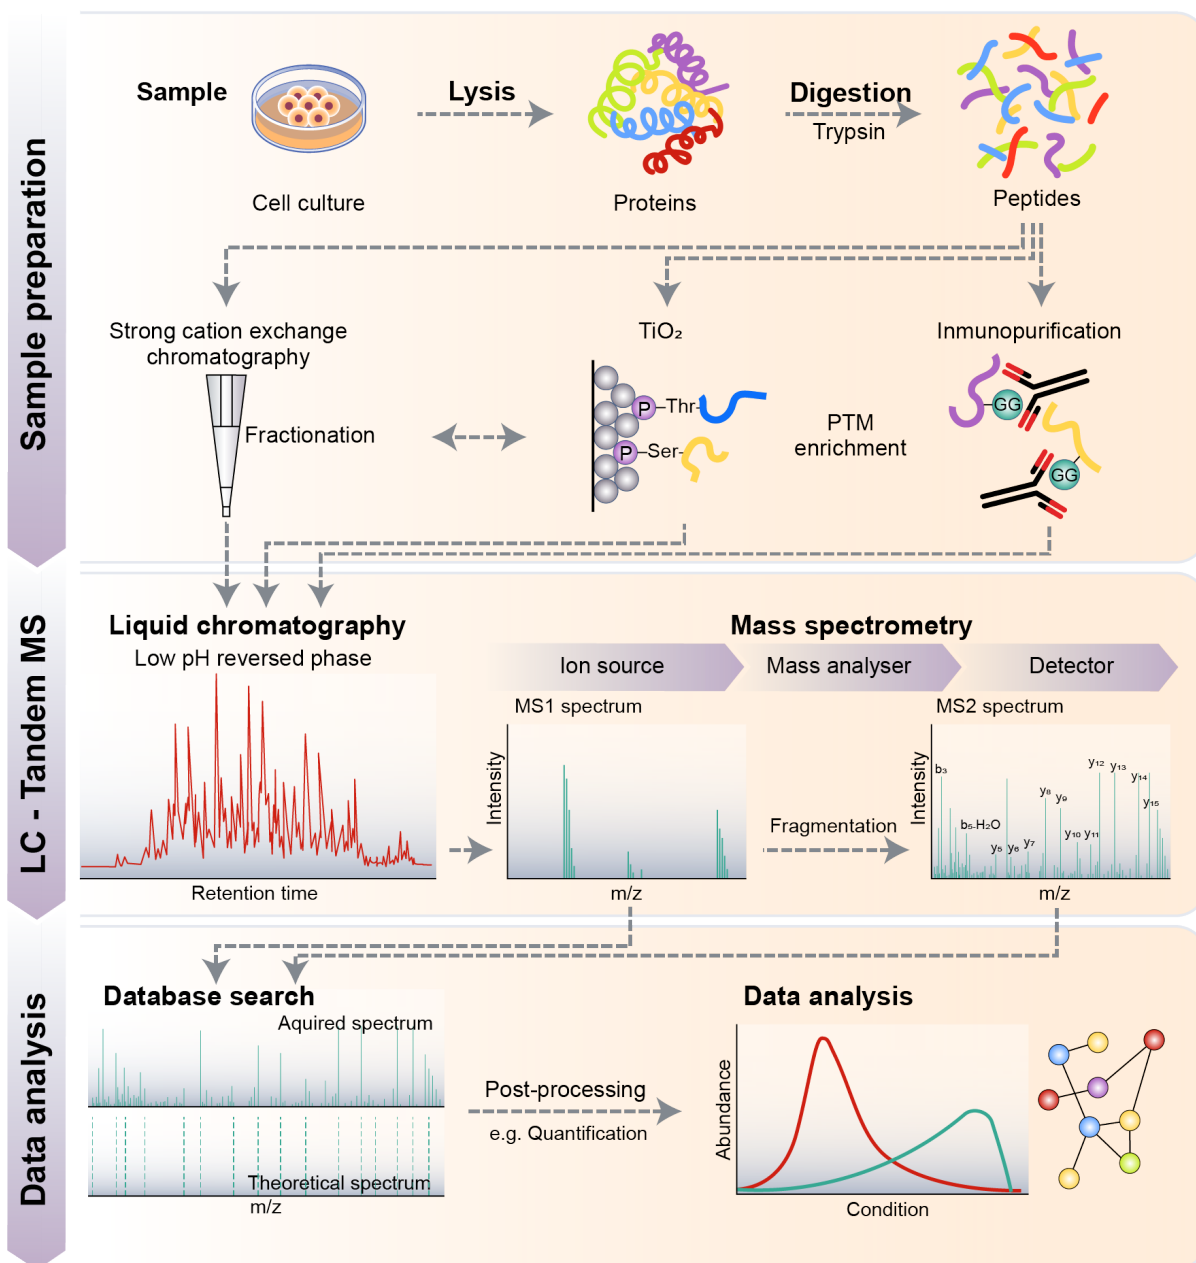 Sample preparation
Sample
Lysis
Digestion
Trypsin
Cell culture
Proteins
Peptides
Strong cation exchange
chromatography
TiO₂
Inmunopurification
Fractionation
P
Thr
P
Ser
PTM
enrichment
GG
GG
LC - Tandem MS
Liquid chromatography
Low pH reversed phase
Retention time
Mass spectrometry
Ion source
Mass analyser
Detector
MS1 spectrum
Intensity
m/z
Fragmentation
MS2 spectrum
Intensity
b₃
b₅-H₂O
y₅
y₆
y₇
y₈
y₉
y₁₀
y₁₁
y₁₂
y₁₃
y₁₄
y₁₅
m/z
Data analysis
Database search
Aquired spectrum
Theoretical spectrum
m/z
Post-processing
e.g. Quantification
Data analysis
Abundance
Condition